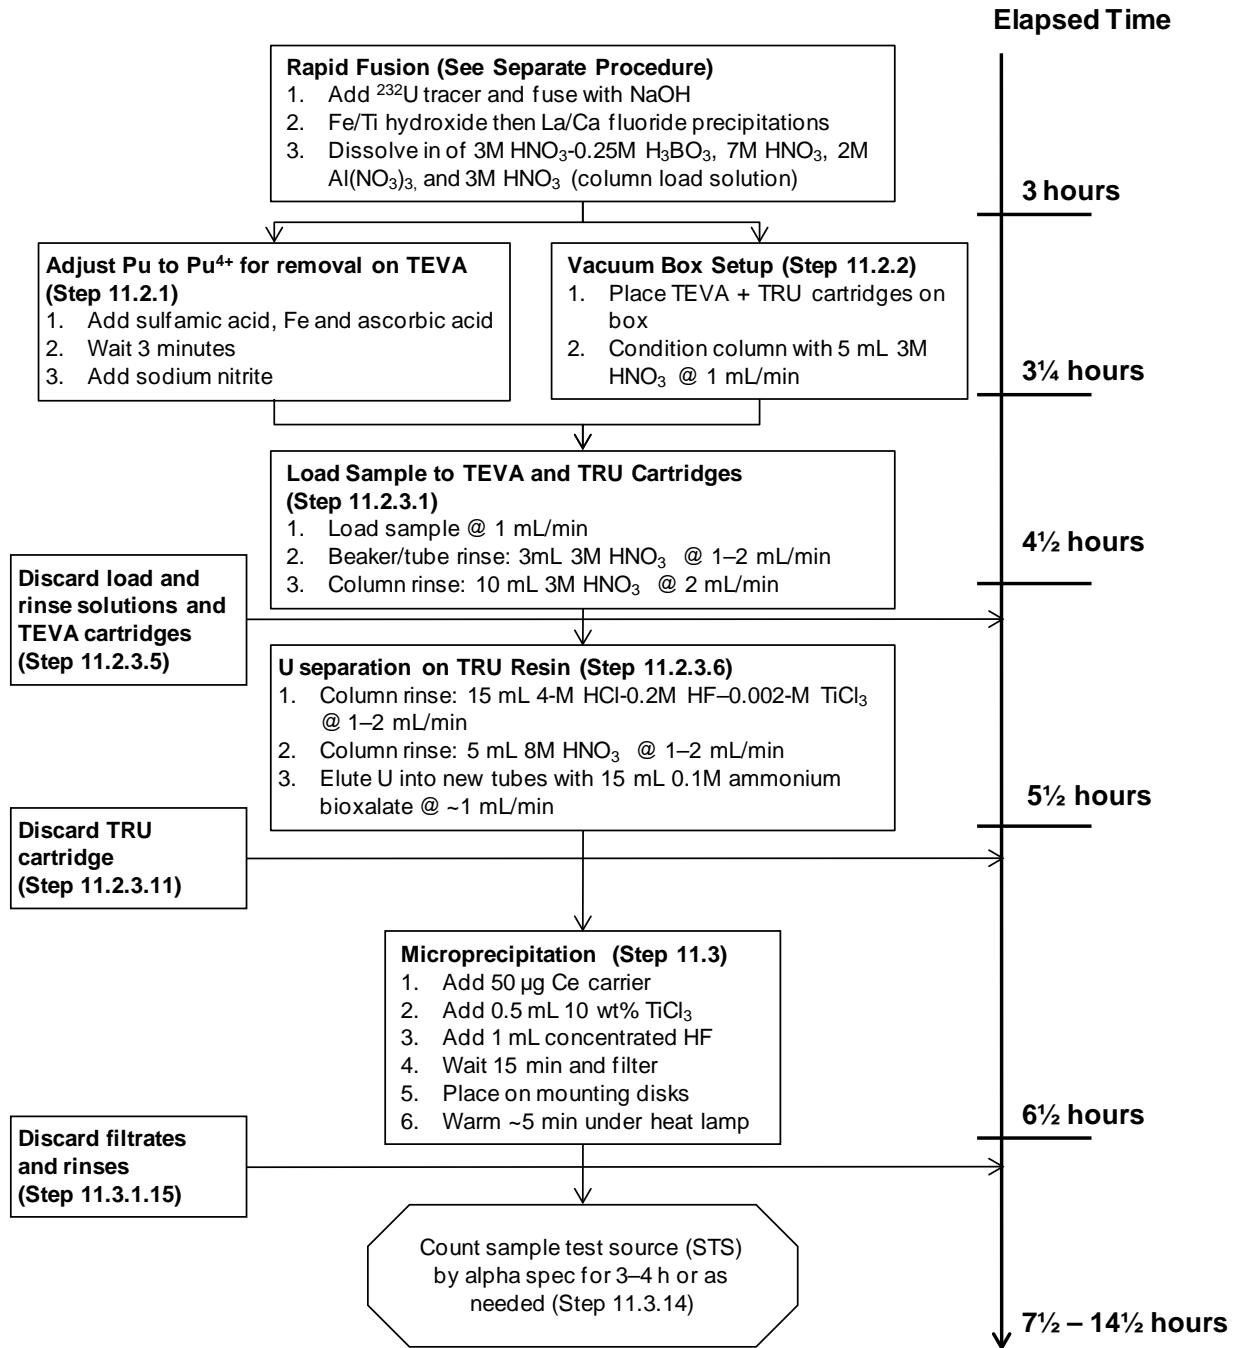 Elapsed Time
Rapid Fusion (See Separate Procedure)
1. Add ²³²U tracer and fuse with NaOH
2. Fe/Ti hydroxide then La/Ca fluoride precipitations
3. Dissolve in of 3M HNO₃-0.25M H₃BO₃, 7M HNO₃, 2M
Al(NO₃)₃, and 3M HNO₃ (column load solution)
3 hours
Adjust Pu to Pu⁴⁺ for removal on TEVA
(Step 11.2.1)
1. Add sulfamic acid, Fe and ascorbic acid
2. Wait 3 minutes
3. Add sodium nitrite
Vacuum Box Setup (Step 11.2.2)
1. Place TEVA + TRU cartridges on
box
2. Condition column with 5 mL 3M
HNO₃ @ 1 mL/min
3¼ hours
Load Sample to TEVA and TRU Cartridges
(Step 11.2.3.1)
1. Load sample @ 1 mL/min
2. Beaker/tube rinse: 3mL 3M HNO₃ @ 1–2 mL/min
3. Column rinse: 10 mL 3M HNO₃ @ 2 mL/min
4½ hours
Discard load and
rinse solutions and
TEVA cartridges
(Step 11.2.3.5)
U separation on TRU Resin (Step 11.2.3.6)
1. Column rinse: 15 mL 4-M HCl-0.2M HF–0.002-M TiCl₃
@ 1–2 mL/min
2. Column rinse: 5 mL 8M HNO₃ @ 1–2 mL/min
3. Elute U into new tubes with 15 mL 0.1M ammonium
bioxalate @ ~1 mL/min
5½ hours
Discard TRU
cartridge
(Step 11.2.3.11)
Microprecipitation (Step 11.3)
1. Add 50 µg Ce carrier
2. Add 0.5 mL 10 wt% TiCl₃
3. Add 1 mL concentrated HF
4. Wait 15 min and filter
5. Place on mounting disks
6. Warm ~5 min under heat lamp
6½ hours
Discard filtrates
and rinses
(Step 11.3.1.15)
Count sample test source (STS)
by alpha spec for 3–4 h or as
needed (Step 11.3.14)
7½ – 14½ hours